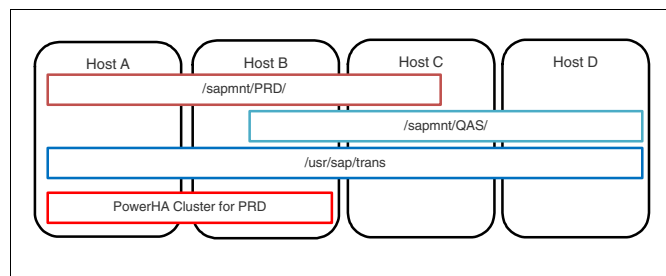 Host A
Host B
Host C
Host D
/sapmnt/PRD/
/sapmnt/QAS/
/usr/sap/trans
PowerHA Cluster for PRD